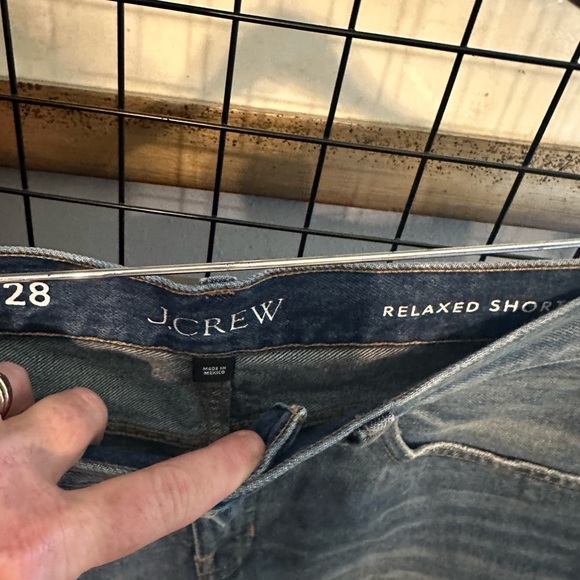 28
J.CREW
RELAXED SHORT
MADE IN
MEXICO